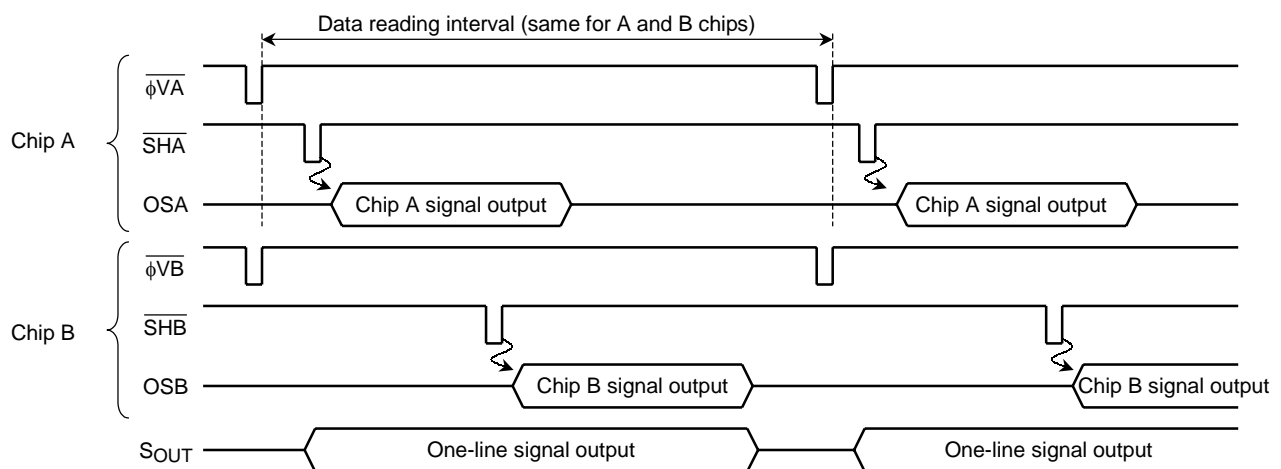 Data reading interval (same for A and B chips)
Chip A
φVA
SHA
OSA
Chip A signal output
Chip A signal output
Chip B
φVB
SHB
OSB
Chip B signal output
Chip B signal output
SOUT
One-line signal output
One-line signal output